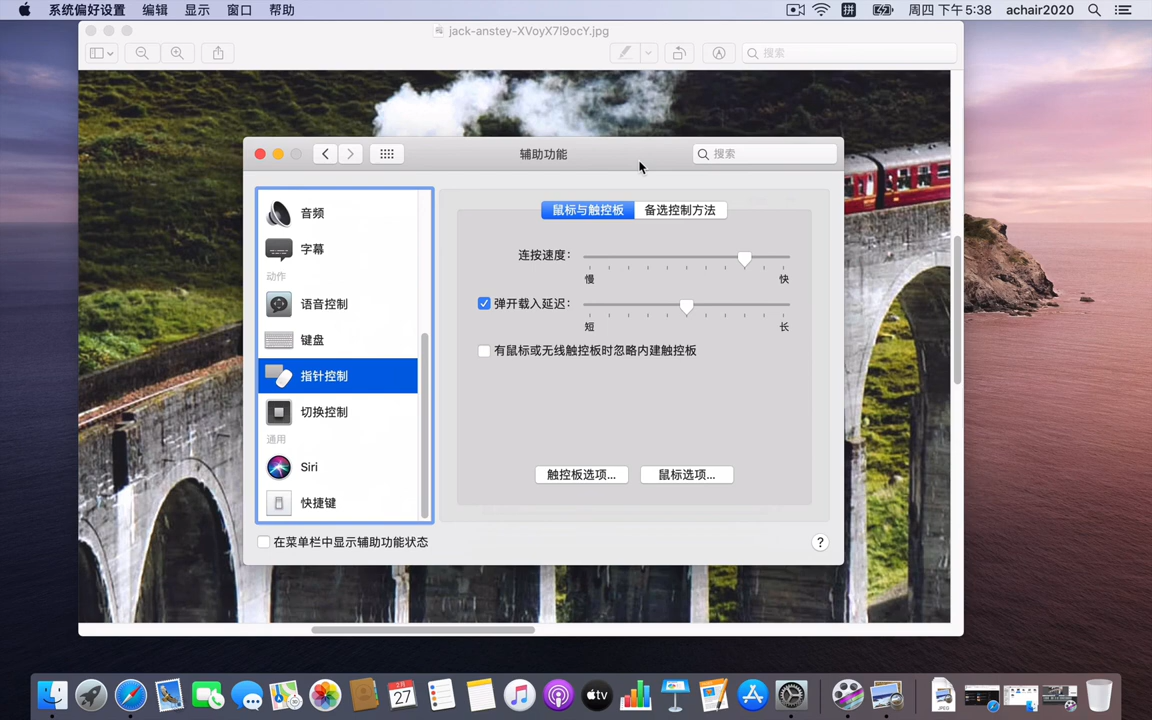 系统偏好设置 编辑 显示 窗口 帮助 拼 周四 下午5:38 achair2020
jack-anstey-XVoyX7l9ocY.jpg
搜索
辅助功能 搜索
音频
字幕
动作
语音控制
键盘
指针控制
切换控制
通用
Siri
快捷键
鼠标与触控板 备选控制方法
连按速度：
慢 快
弹开载入延迟：
短 长
有鼠标或无线触控板时忽略内建触控板
触控板选项... 鼠标选项...
在菜单栏中显示辅助功能状态 ?
2月
27
tv
JPEG